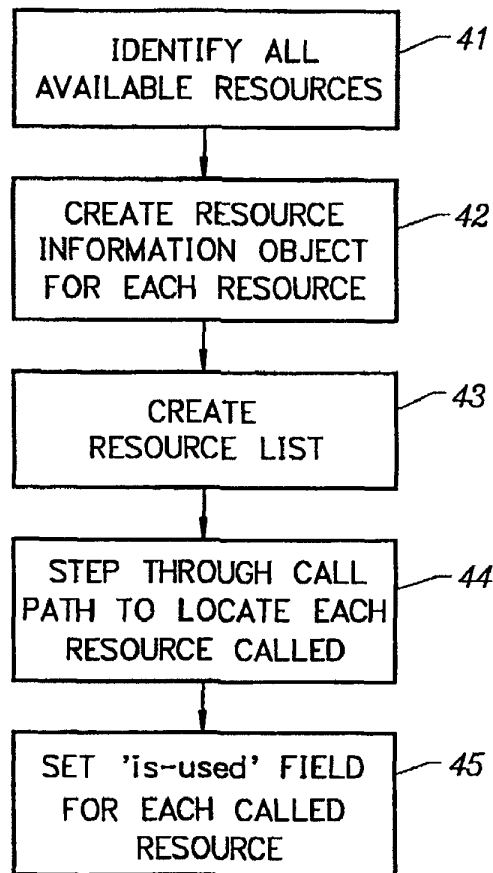 IDENTIFY ALL
AVAILABLE RESOURCES
41
CREATE RESOURCE
INFORMATION OBJECT
FOR EACH RESOURCE
42
CREATE
RESOURCE LIST
43
STEP THROUGH CALL
PATH TO LOCATE EACH
RESOURCE CALLED
44
SET 'is-used' FIELD
FOR EACH CALLED
RESOURCE
45